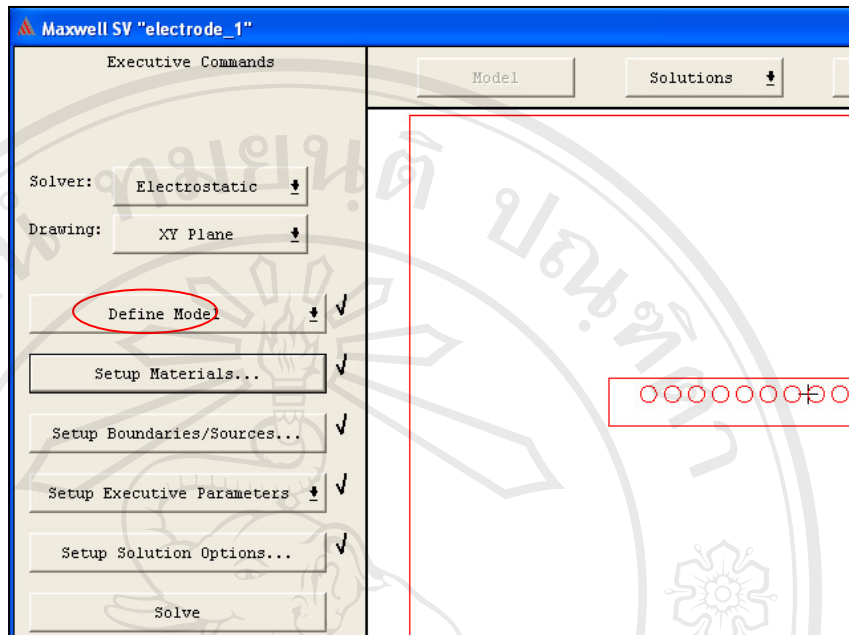 Maxwell SV "electrode_1"
Executive Commands
Model
Solutions
Solver:
Electrostatic
Drawing:
XY Plane
Define Model
Setup Materials...
Setup Boundaries/Sources...
Setup Executive Parameters
Setup Solution Options...
Solve